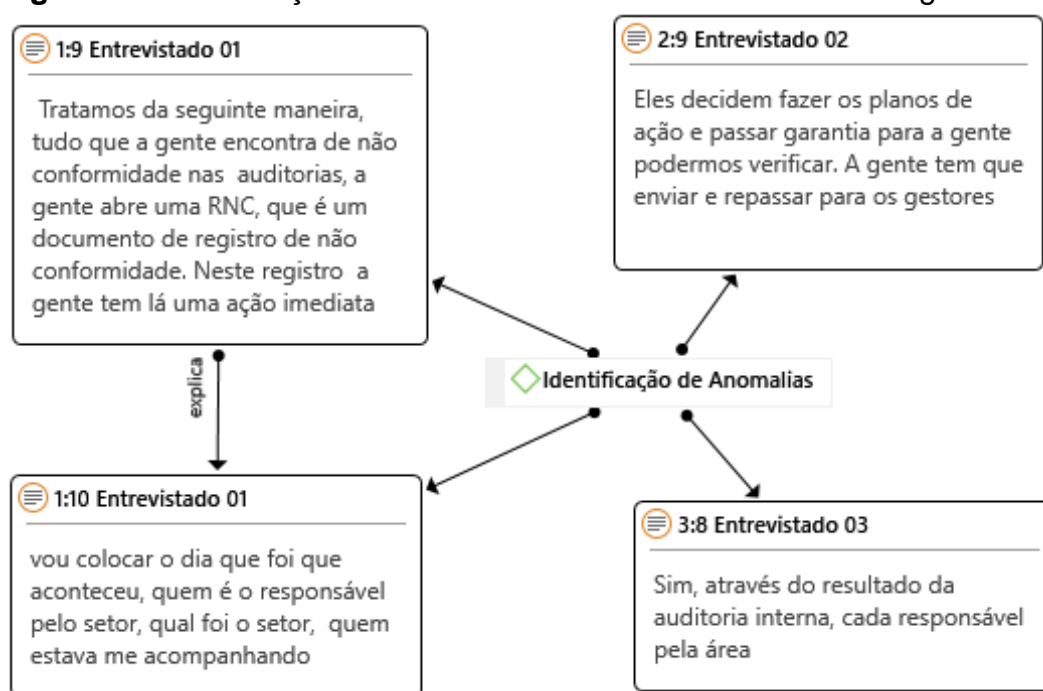 1:9 Entrevistado 01
Tratamos da seguinte maneira,
tudo que a gente encontra de não
conformidade nas auditorias, a
gente abre uma RNC, que é um
documento de registro de não
conformidade. Neste registro a
gente tem lá uma ação imediata
2:9 Entrevistado 02
Eles decidem fazer os planos de
ação e passar garantia para a gente
podermos verificar. A gente tem que
enviar e repassar para os gestores
explica
Identificação de Anomalias
1:10 Entrevistado 01
vou colocar o dia que foi que
aconteceu, quem é o responsável
pelo setor, qual foi o setor, quem
estava me acompanhando
3:8 Entrevistado 03
Sim, através do resultado da
auditoria interna, cada responsável
pela área